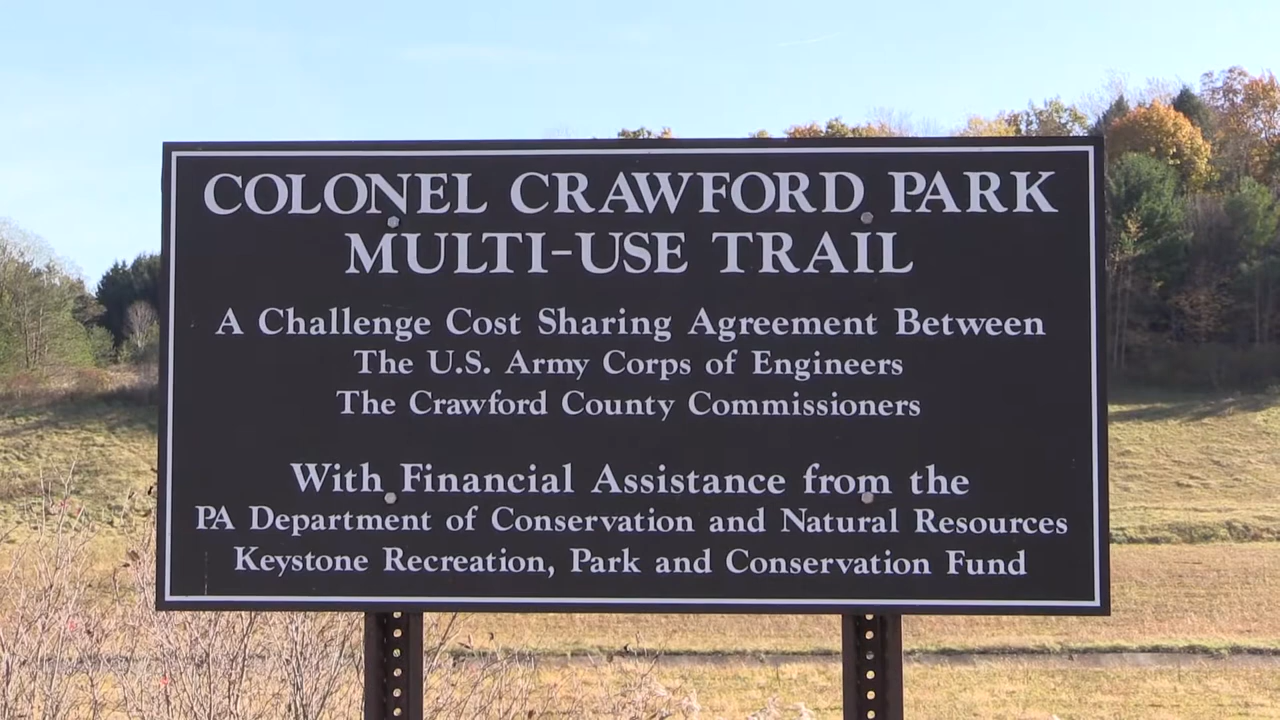 COLONEL CRAWFORD PARK
MULTI-USE TRAIL
A Challenge Cost Sharing Agreement Between
The U.S. Army Corps of Engineers
The Crawford County Commissioners
With Financial Assistance from the
PA Department of Conservation and Natural Resources
Keystone Recreation, Park and Conservation Fund